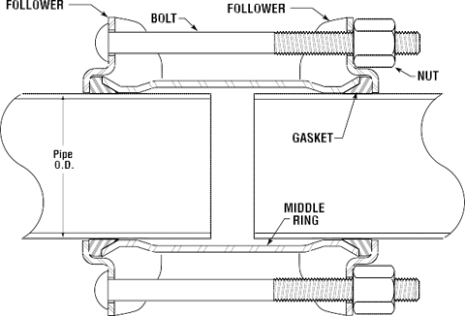 FOLLOWER
FOLLOWER
BOLT
NUT
GASKET
Pipe
O.D.
MIDDLE
RING